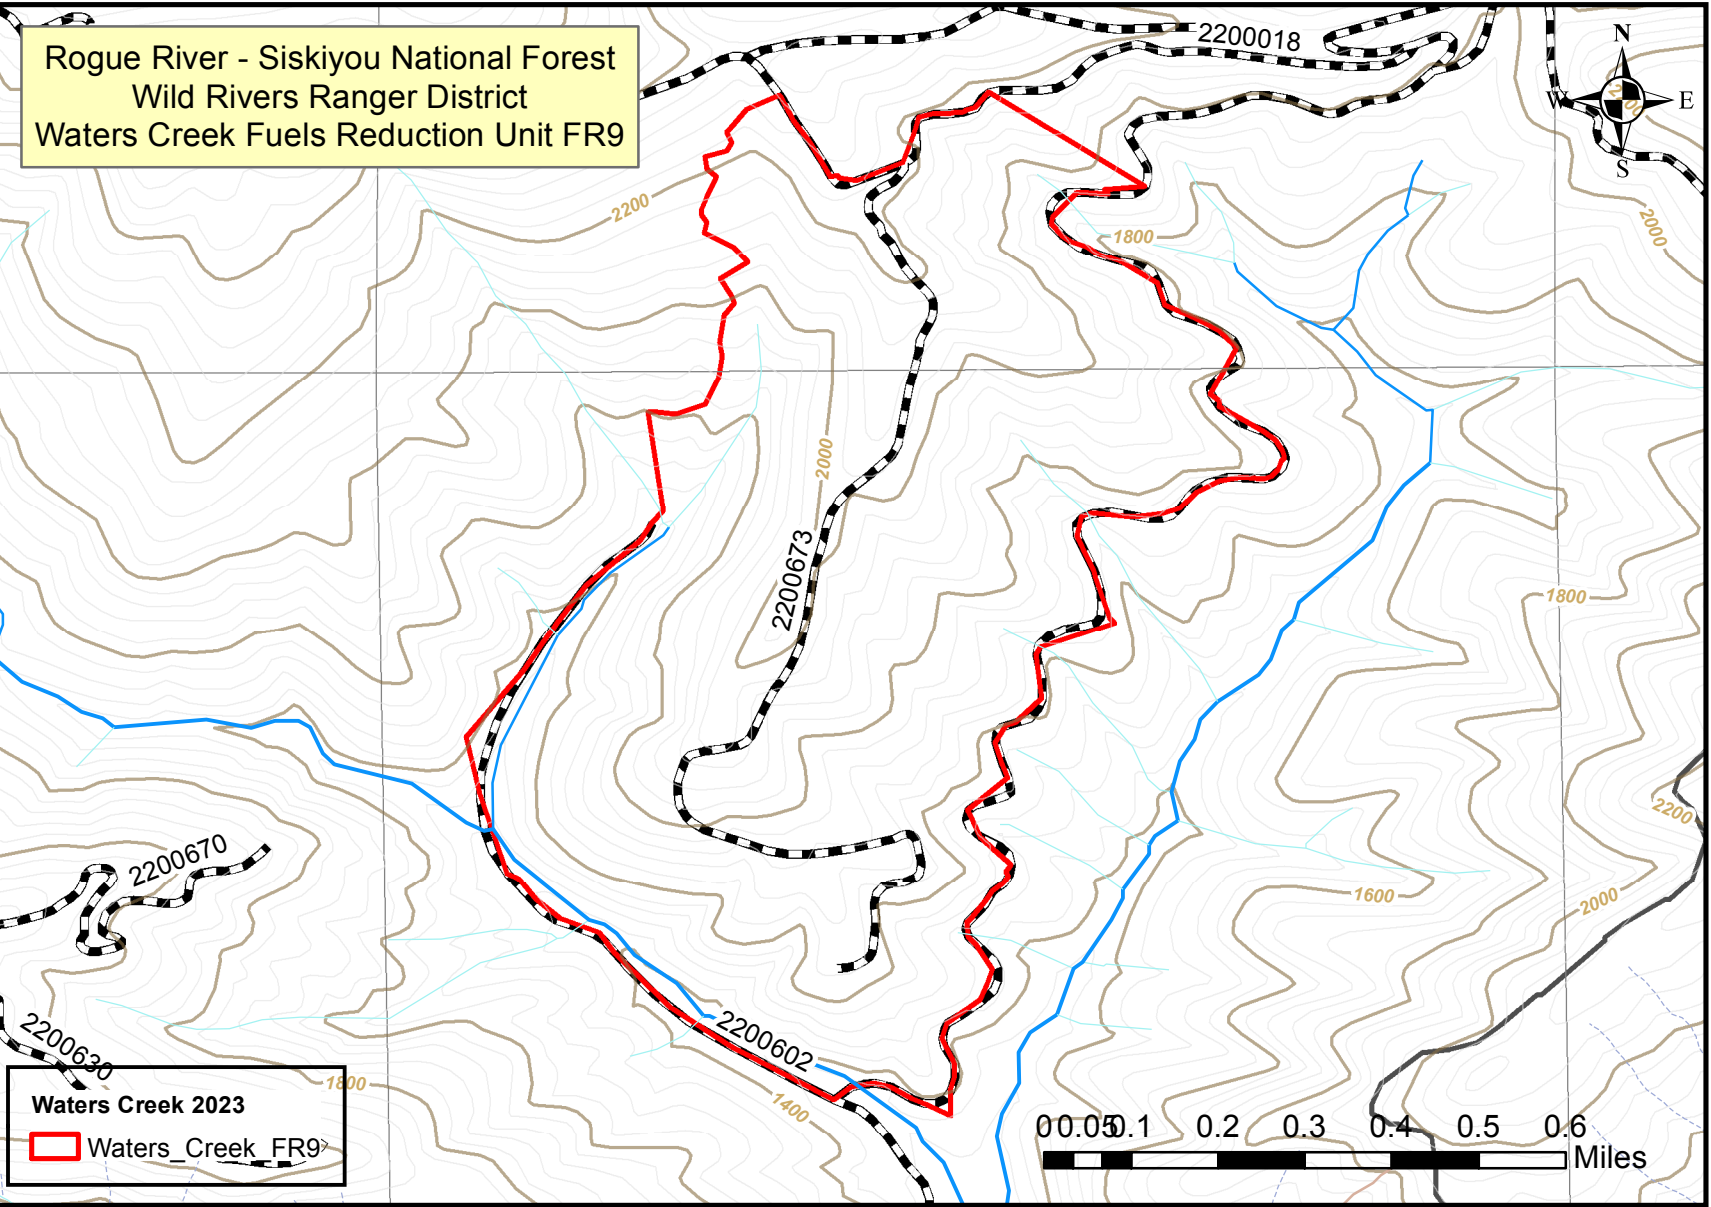 Rogue River - Siskiyou National Forest
Wild Rivers Ranger District
Waters Creek Fuels Reduction Unit FR9
2200018
N
W
E
S
2200
2200
1800
2000
2000
2200673
1800
2200
2200670
1600
2000
2200630
2200602
1800
1400
Waters Creek 2023
Waters_Creek_FR9
0 0.05 0.1 0.2 0.3 0.4 0.5 0.6
Miles